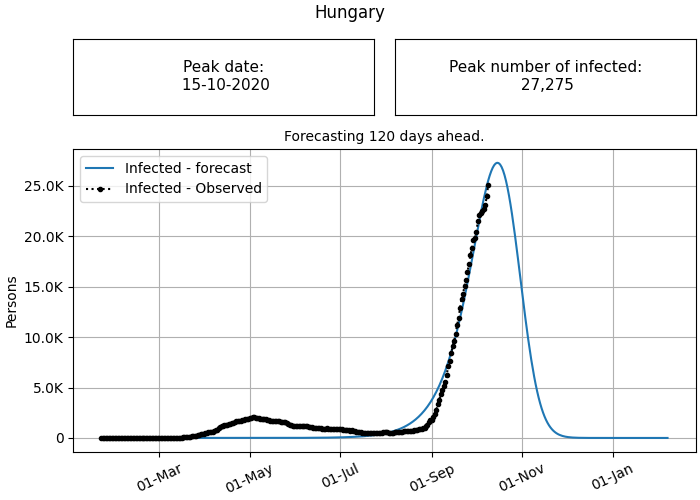 Hungary
Peak date:
15-10-2020
Peak number of infected:
27,275
Forecasting 120 days ahead.
Infected - forecast
Infected - Observed
Persons
25.0K
20.0K
15.0K
10.0K
5.0K
0
01-Mar
01-May
01-Jul
01-Sep
01-Nov
01-Jan